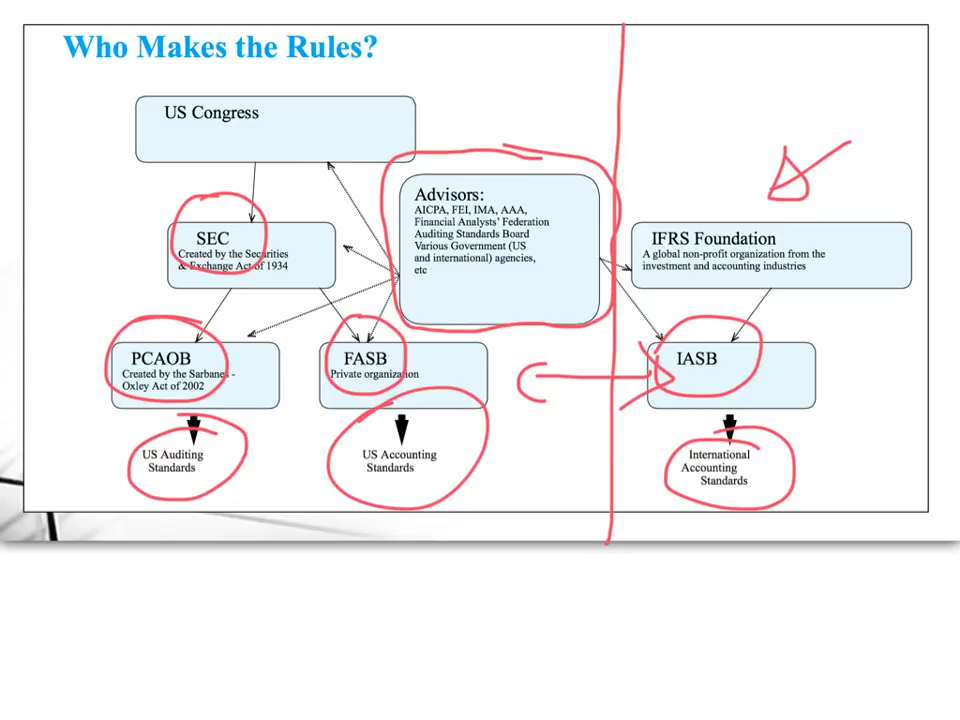 Who Makes the Rules?
US Congress
Advisors:
AICPA, FEI, IMA, AAA,
Financial Analysts' Federation
Auditing Standards Board
Various Government (US
and international) agencies,
etc
SEC
Created by the Securities
& Exchange Act of 1934
IFRS Foundation
A global non-profit organization from the
investment and accounting industries
PCAOB
Created by the Sarbanes -
Oxley Act of 2002
FASB
Private organization
IASB
US Auditing
Standards
US Accounting
Standards
International
Accounting
Standards